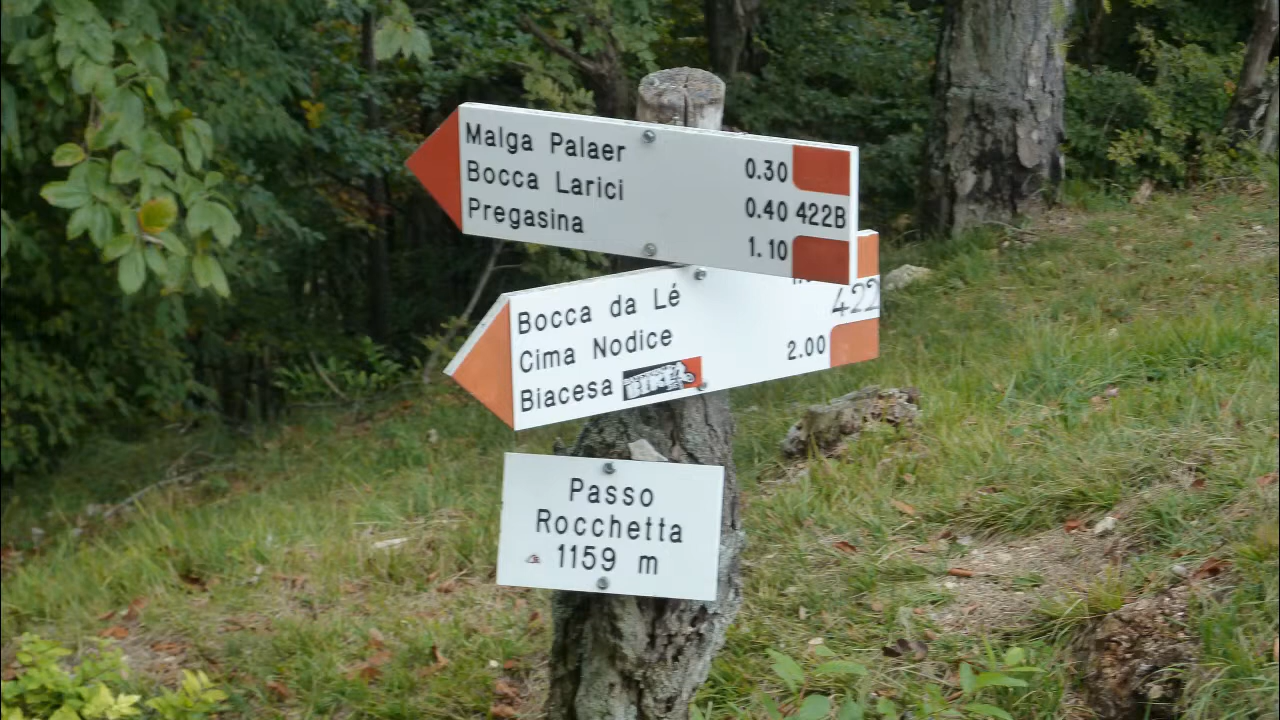 Malga Palaer 0.30
Bocca Larici 0.40 422B
Pregasina 1.10
Bocca da Lé
422
Cima Nodice
Biacesa 2.00
BIKE
Passo
Rocchetta
1159 m